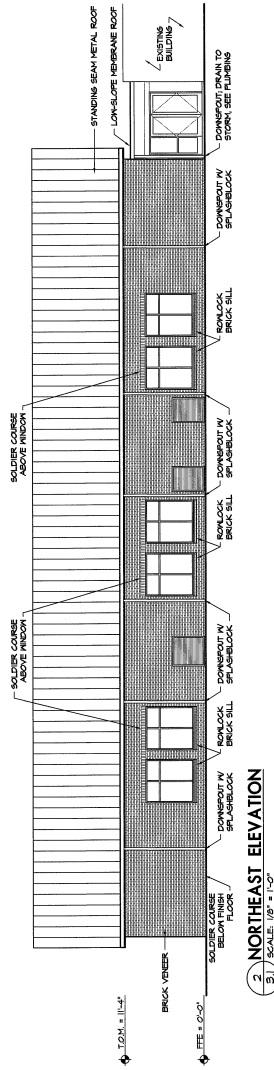 STANDING SEAM METAL ROOF
LOW-SLOPE MEMBRANE ROOF
EXISTING
BUILDING
SOLDIER COURSE
ABOVE WINDOW
SOLDIER COURSE
ABOVE WINDOW
T.O.M. = 11'-4"
FFE = 0'-0"
BRICK VENEER
SOLDIER COURSE
BELOW FINISH
FLOOR
DOWNSPOUT W/
SPLASHBLOCK
ROWLOCK
BRICK SILL
DOWNSPOUT W/
SPLASHBLOCK
ROWLOCK
BRICK SILL
DOWNSPOUT W/
SPLASHBLOCK
ROWLOCK
BRICK SILL
DOWNSPOUT W/
SPLASHBLOCK
DOWNSPOUT; DRAIN TO
STORM, SEE PLUMBING
2
3.1
NORTHEAST ELEVATION
SCALE: 1/8" = 1'-0"